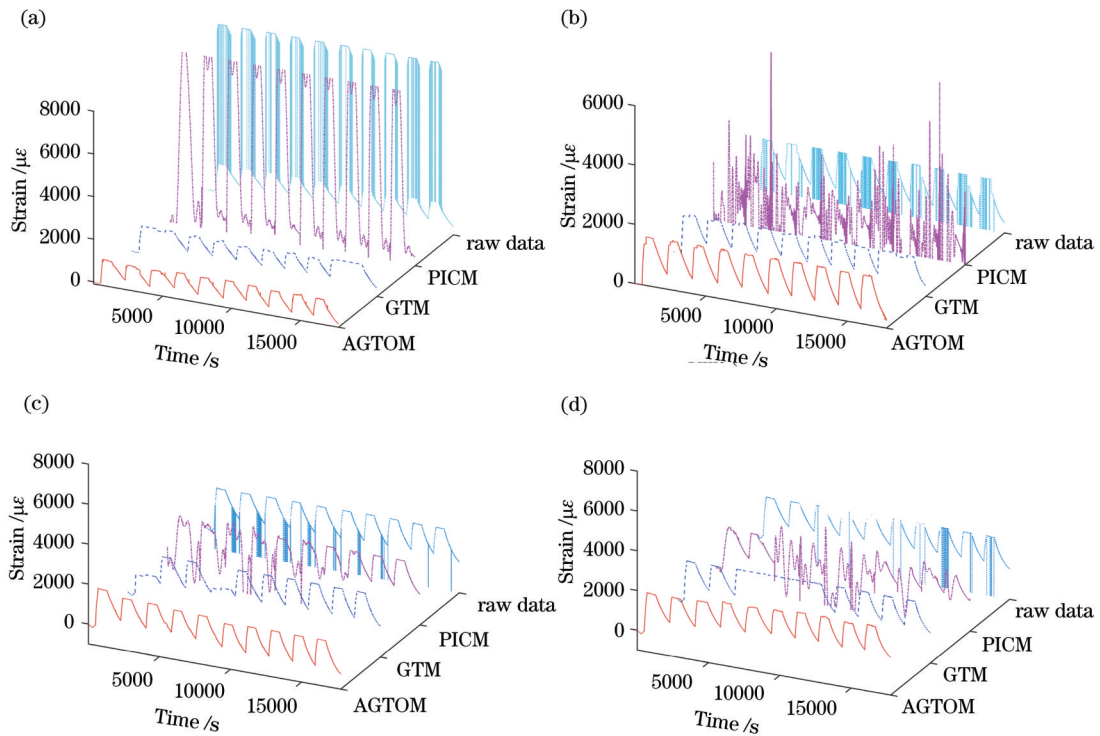 (a)
8000
6000
4000
2000
0
Strain /με
5000
10000
15000
Time /s
raw data
PICM
GTM
AGTOM
(b)
6000
4000
2000
0
Strain /με
5000
10000
15000
Time /s
raw data
PICM
GTM
AGTOM
(c)
8000
6000
4000
2000
0
Strain /με
5000
10000
15000
Time /s
raw data
PICM
GTM
AGTOM
(d)
8000
6000
4000
2000
0
Strain /με
5000
10000
15000
Time /s
raw data
PICM
GTM
AGTOM